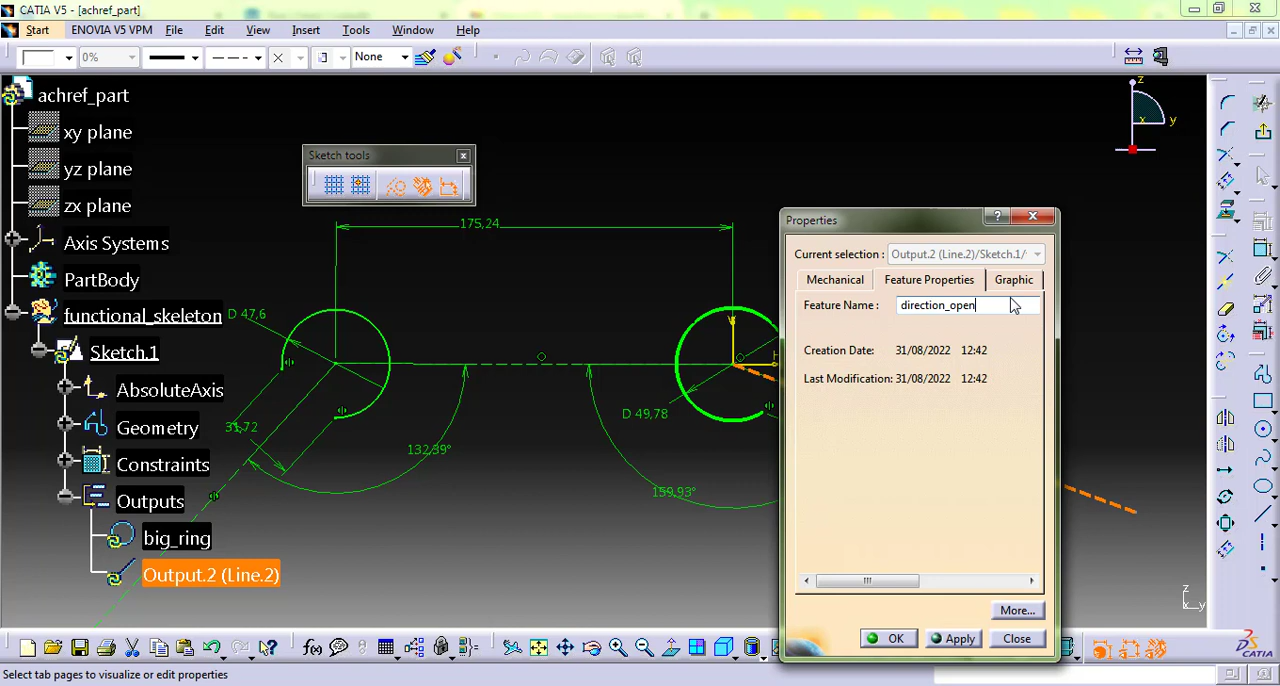 CATIA V5 - [achref_part]
Start ENOVIA V5 VPM File Edit View Insert Tools Window Help
0% None
achref_part
xy plane
yz plane
zx plane
Axis Systems
PartBody
functional_skeleton
Sketch.1
AbsoluteAxis
Geometry
Constraints
Outputs
big_ring
Output.2 (Line.2)
Sketch tools
175,24
D 47,6
31,72
132,39°
D 49,78
159,93°
H
z
x y
Properties
Current selection : Output.2 (Line.2)/Sketch.1/
Mechanical Feature Properties Graphic
Feature Name : direction_open
Creation Date: 31/08/2022 12:42
Last Modification: 31/08/2022 12:42
More...
OK Apply Close
z
x y
f(x)
CATIA
Select tab pages to visualize or edit properties